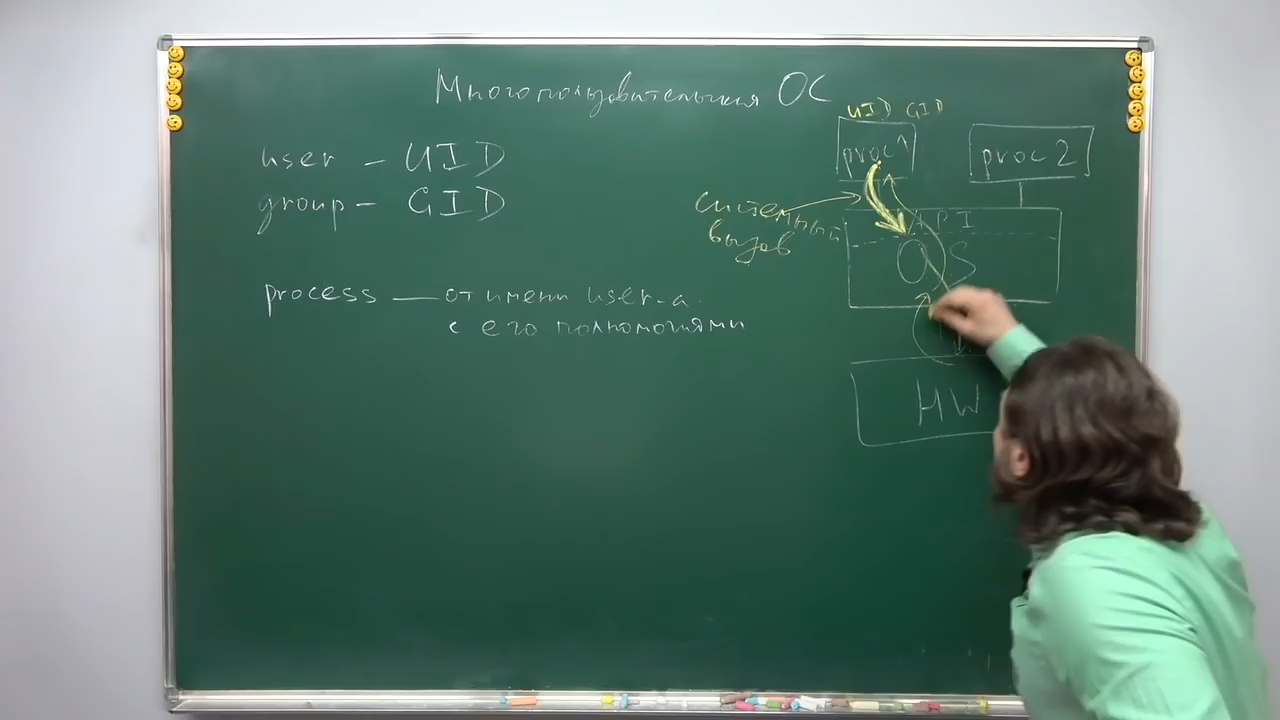 Многопользовательския ОС
UID GID
user - UID
proc 1
proc 2
group - GID
системный
вызов
API
OS
process — от имени user-а.
с его полномочиями
HW